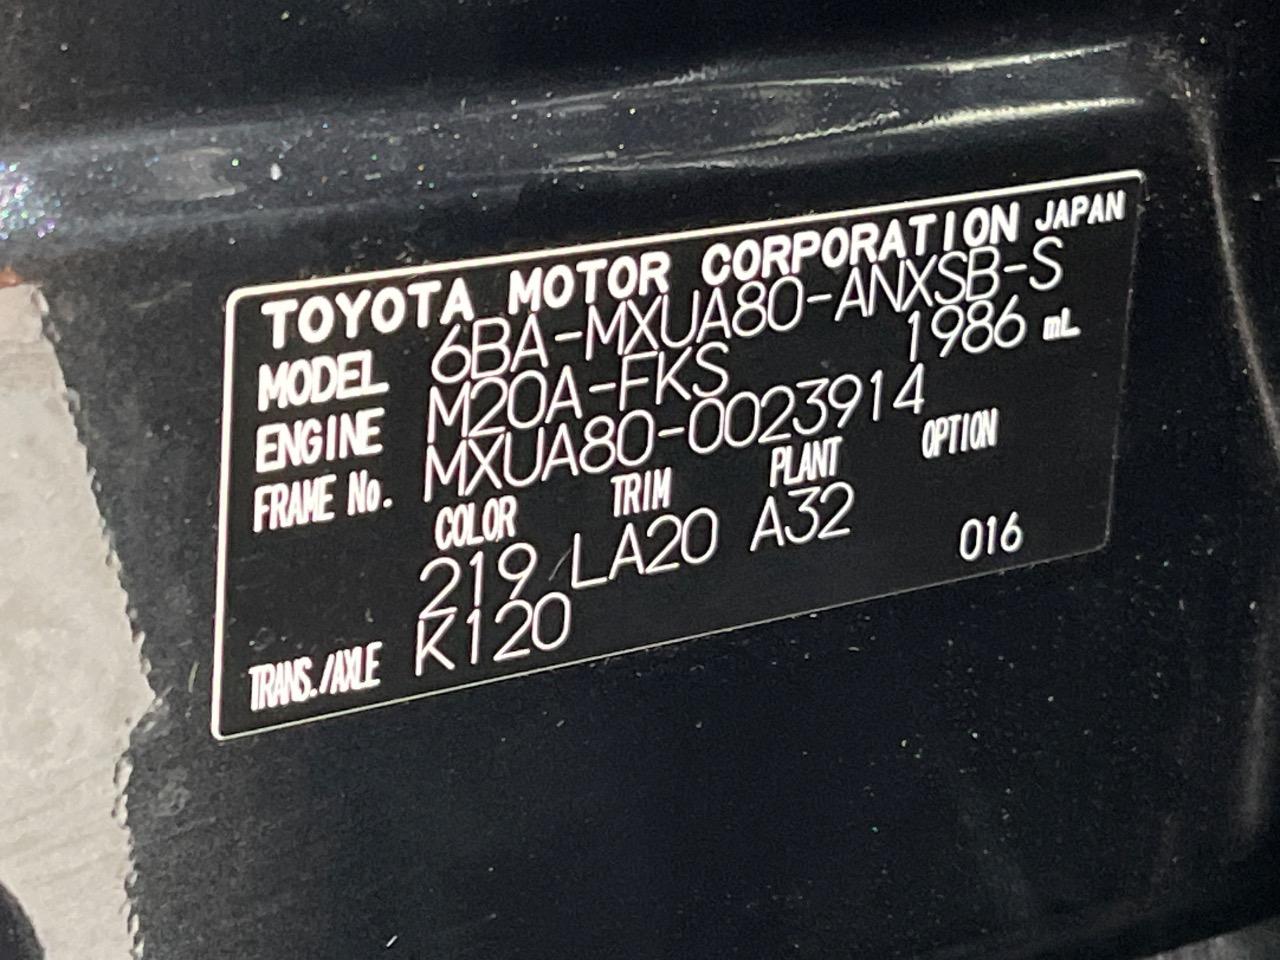 TOYOTA MOTOR CORPORATION JAPAN
MODEL 6BA-MXUA80-ANXSB-S
ENGINE M20A-FKS 1986 mL
FRAME No. MXUA80-0023914
COLOR TRIM PLANT OPTION
219 LA20 A32
TRANS./AXLE K120 016